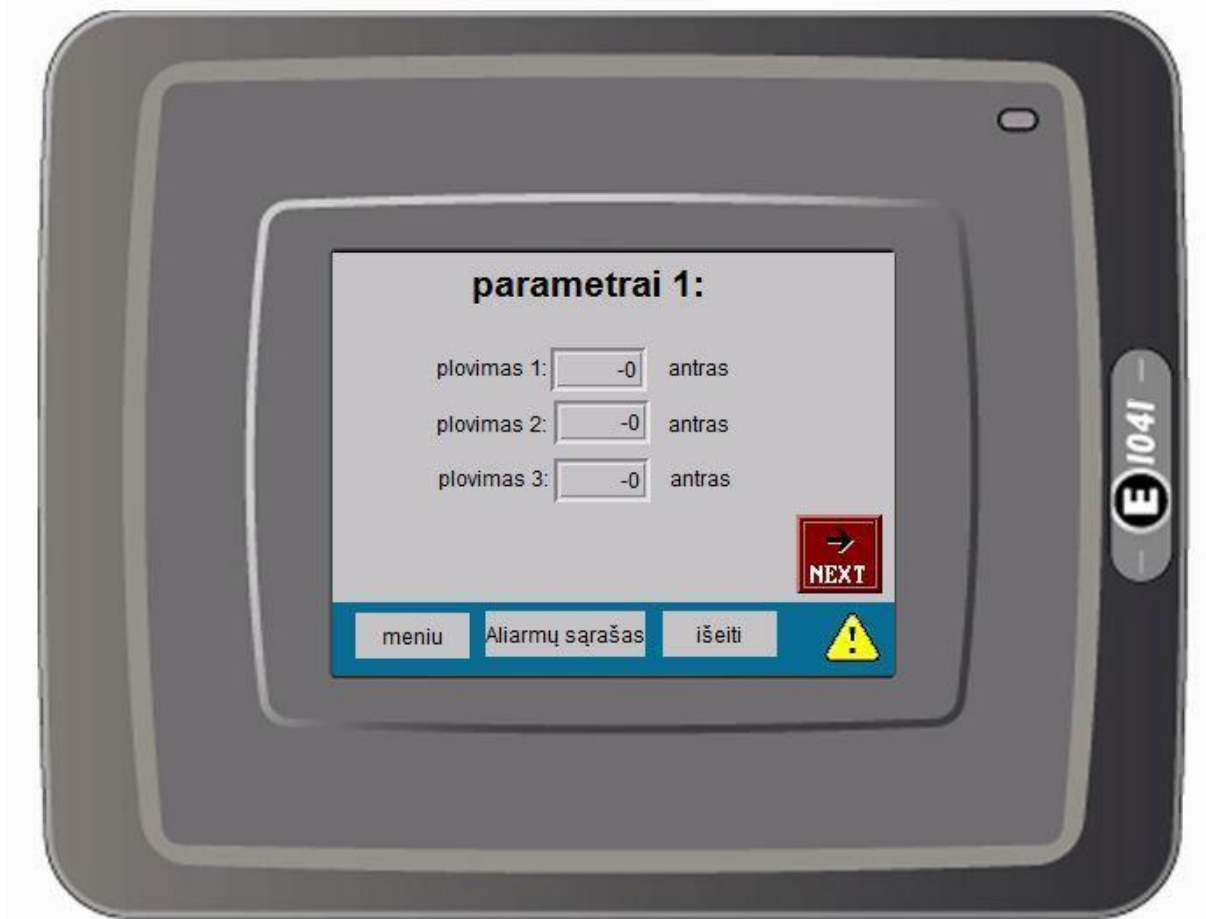 parametrai 1:
plovimas 1: -0 antras
plovimas 2: -0 antras
plovimas 3: -0 antras
NEXT
meniu Aliarmų sąrašas išeiti
E 1041